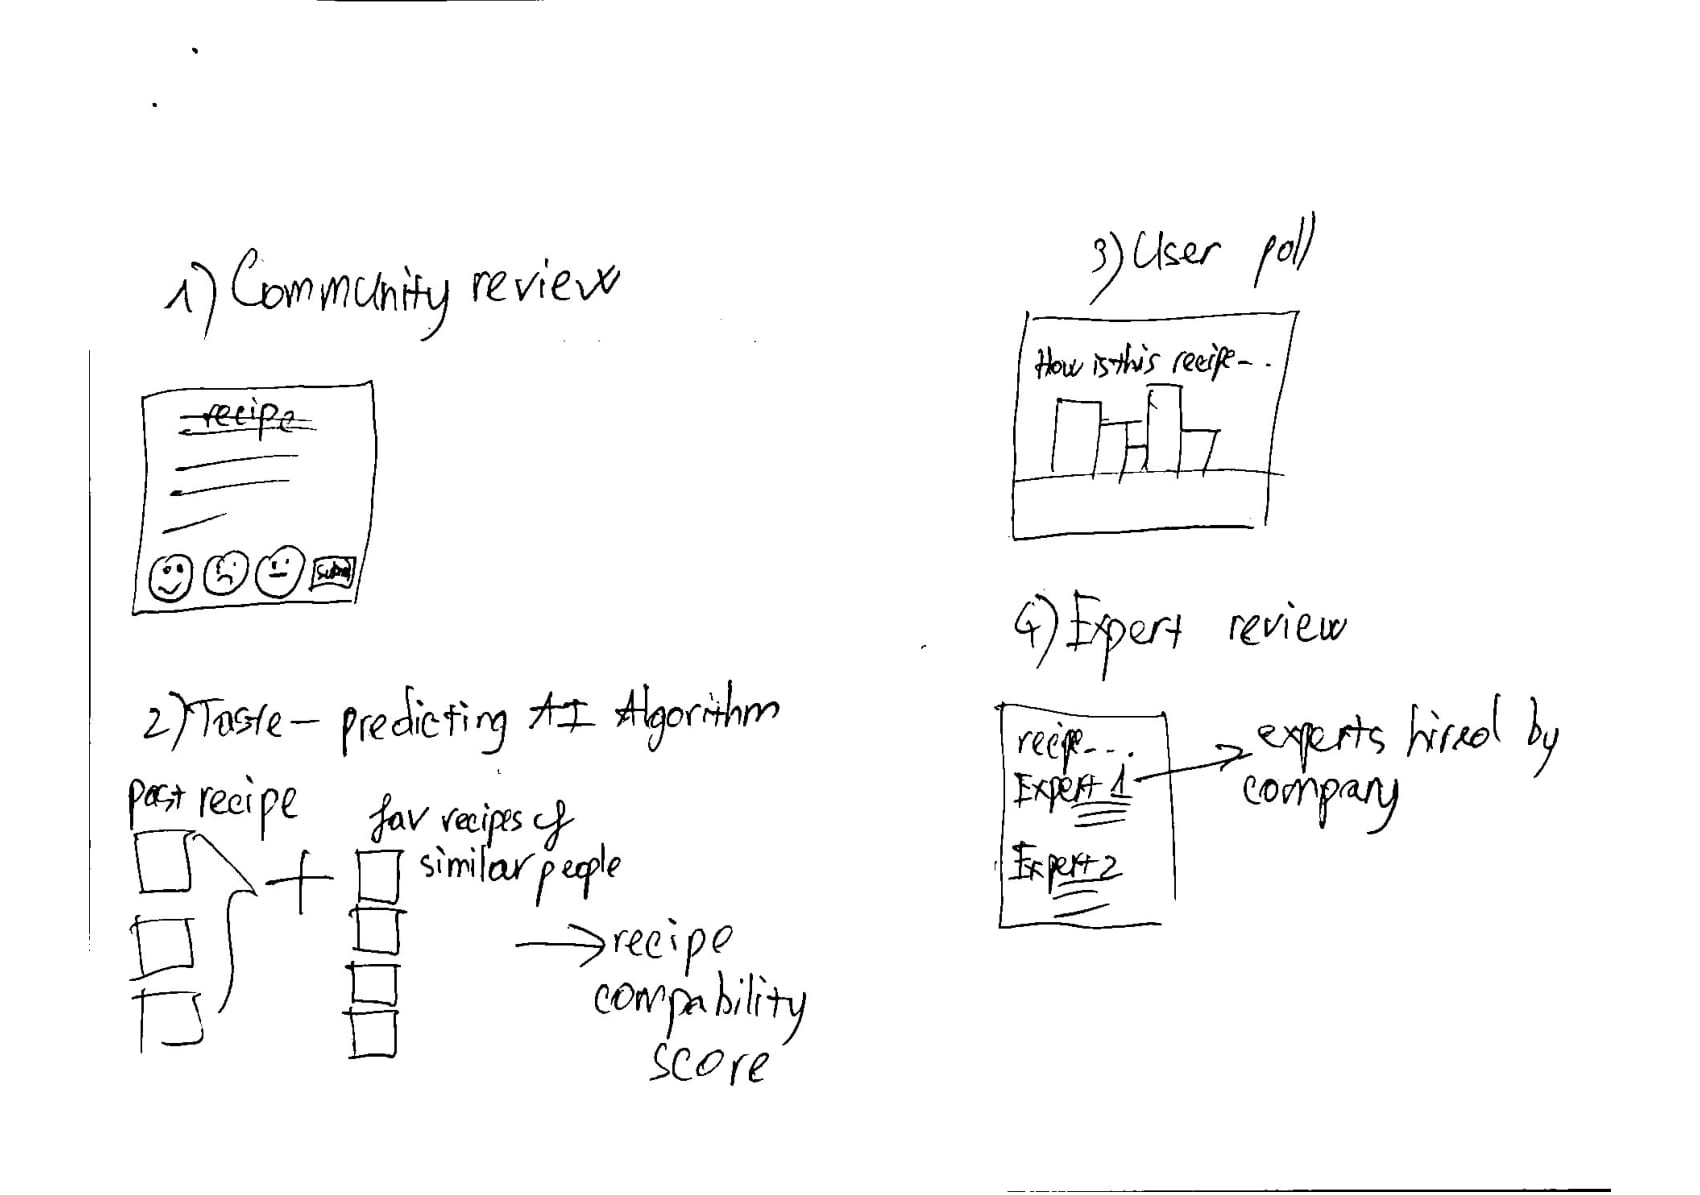 1) Community review
recipe
Submit
2) Taste - predicting AI Algorithm
past recipe
fav recipes of
similar people
+
→ recipe
compability
score
3) User poll
How is this recipe-..
4) Expert review
recipe...
Expert 1
Expert 2
experts hired by
company